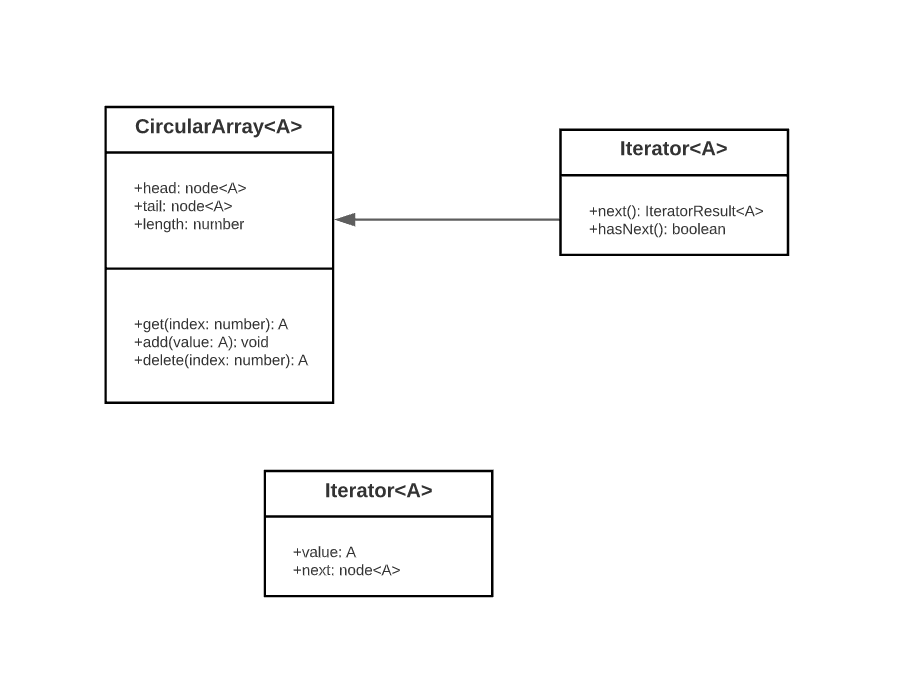 CircularArray<A>
+head: node<A>
+tail: node<A>
+length: number
+get(index: number): A
+add(value: A): void
+delete(index: number): A
Iterator<A>
+next(): IteratorResult<A>
+hasNext(): boolean
Iterator<A>
+value: A
+next: node<A>